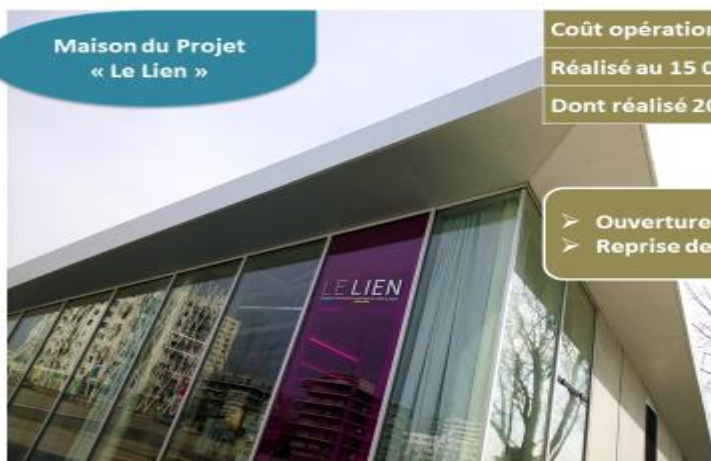 Maison du Projet
« Le Lien »
Coût opération
Réalisé au 15 0
Dont réalisé 20
➢ Ouverture
➢ Reprise de
LE LIEN